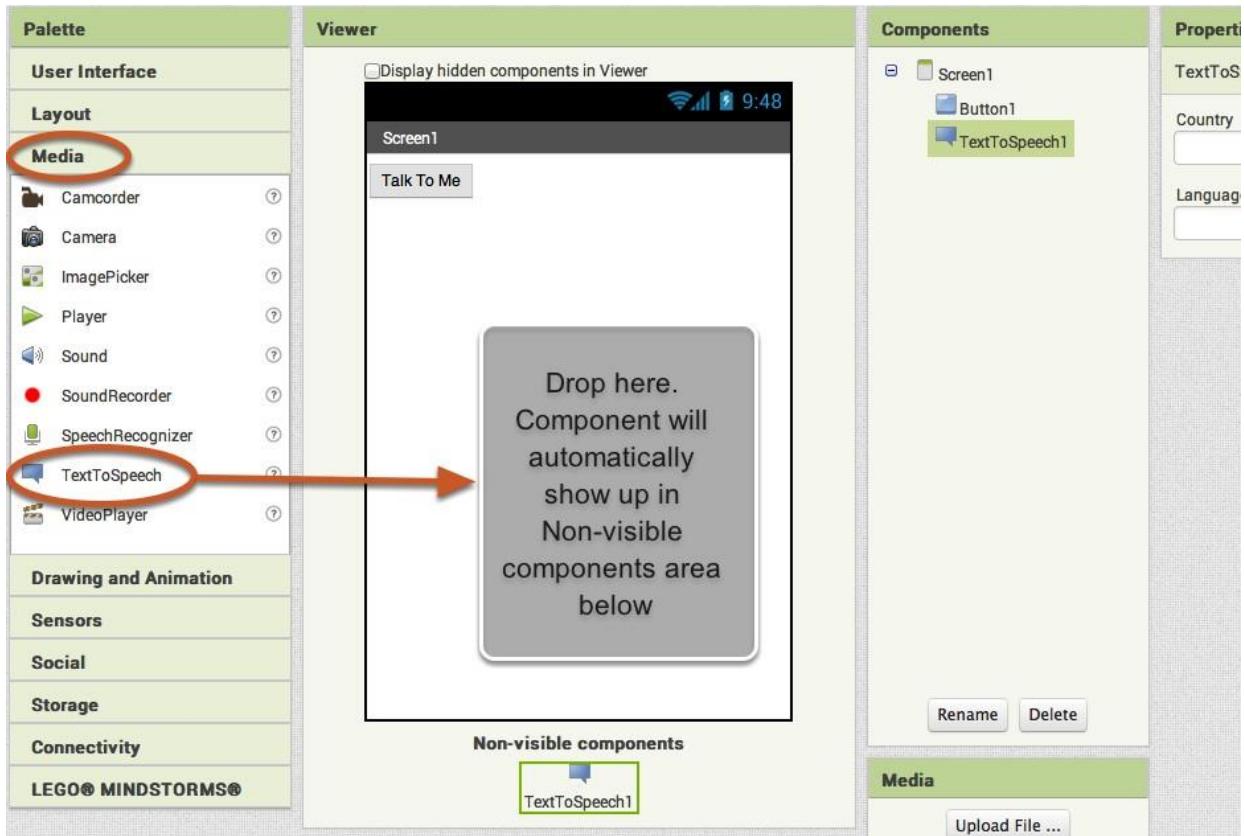 Palette
User Interface
Layout
Media
Camcorder
Camera
ImagePicker
Player
Sound
SoundRecorder
SpeechRecognizer
TextToSpeech
VideoPlayer
Drawing and Animation
Sensors
Social
Storage
Connectivity
LEGO® MINDSTORMS®
Viewer
Display hidden components in Viewer
9:48
Screen1
Talk To Me
Drop here.
Component will
automatically
show up in
Non-visible
components area
below
Non-visible components
TextToSpeech1
Components
Screen1
Button1
TextToSpeech1
Rename Delete
Media
Upload File ...
Properti
TextToS
Country
Languag